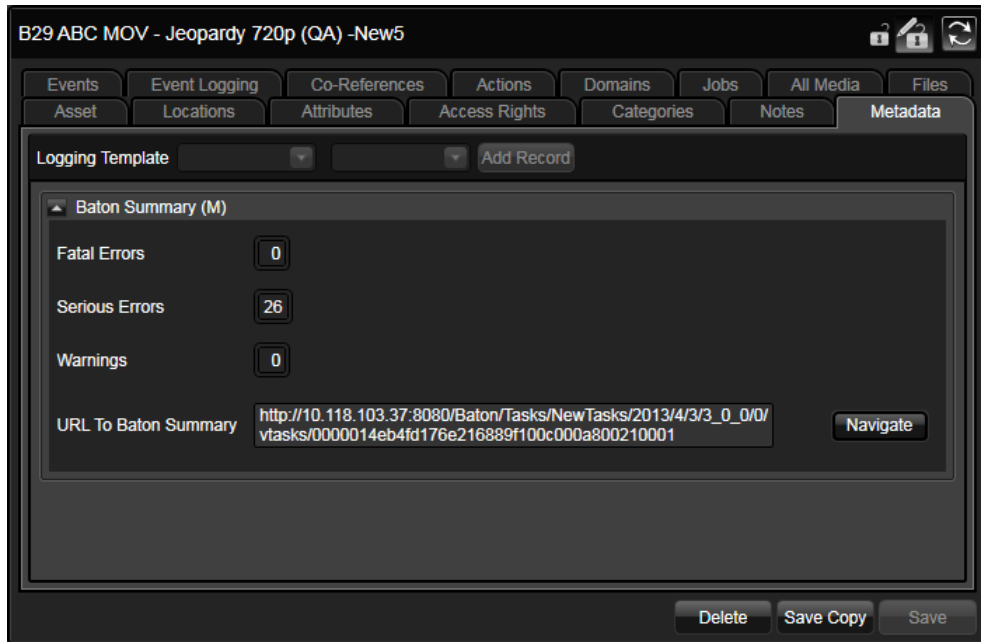 B29 ABC MOV - Jeopardy 720p (QA) -New5
Events Event Logging Co-References Actions Domains Jobs All Media Files
Asset Locations Attributes Access Rights Categories Notes Metadata
Logging Template Add Record
Baton Summary (M)
Fatal Errors 0
Serious Errors 26
Warnings 0
URL To Baton Summary http://10.118.103.37:8080/Baton/Tasks/NewTasks/2013/4/3/3_0_0/0/
vtasks/0000014eb4fd176e216889f100c000a800210001 Navigate
Delete Save Copy Save